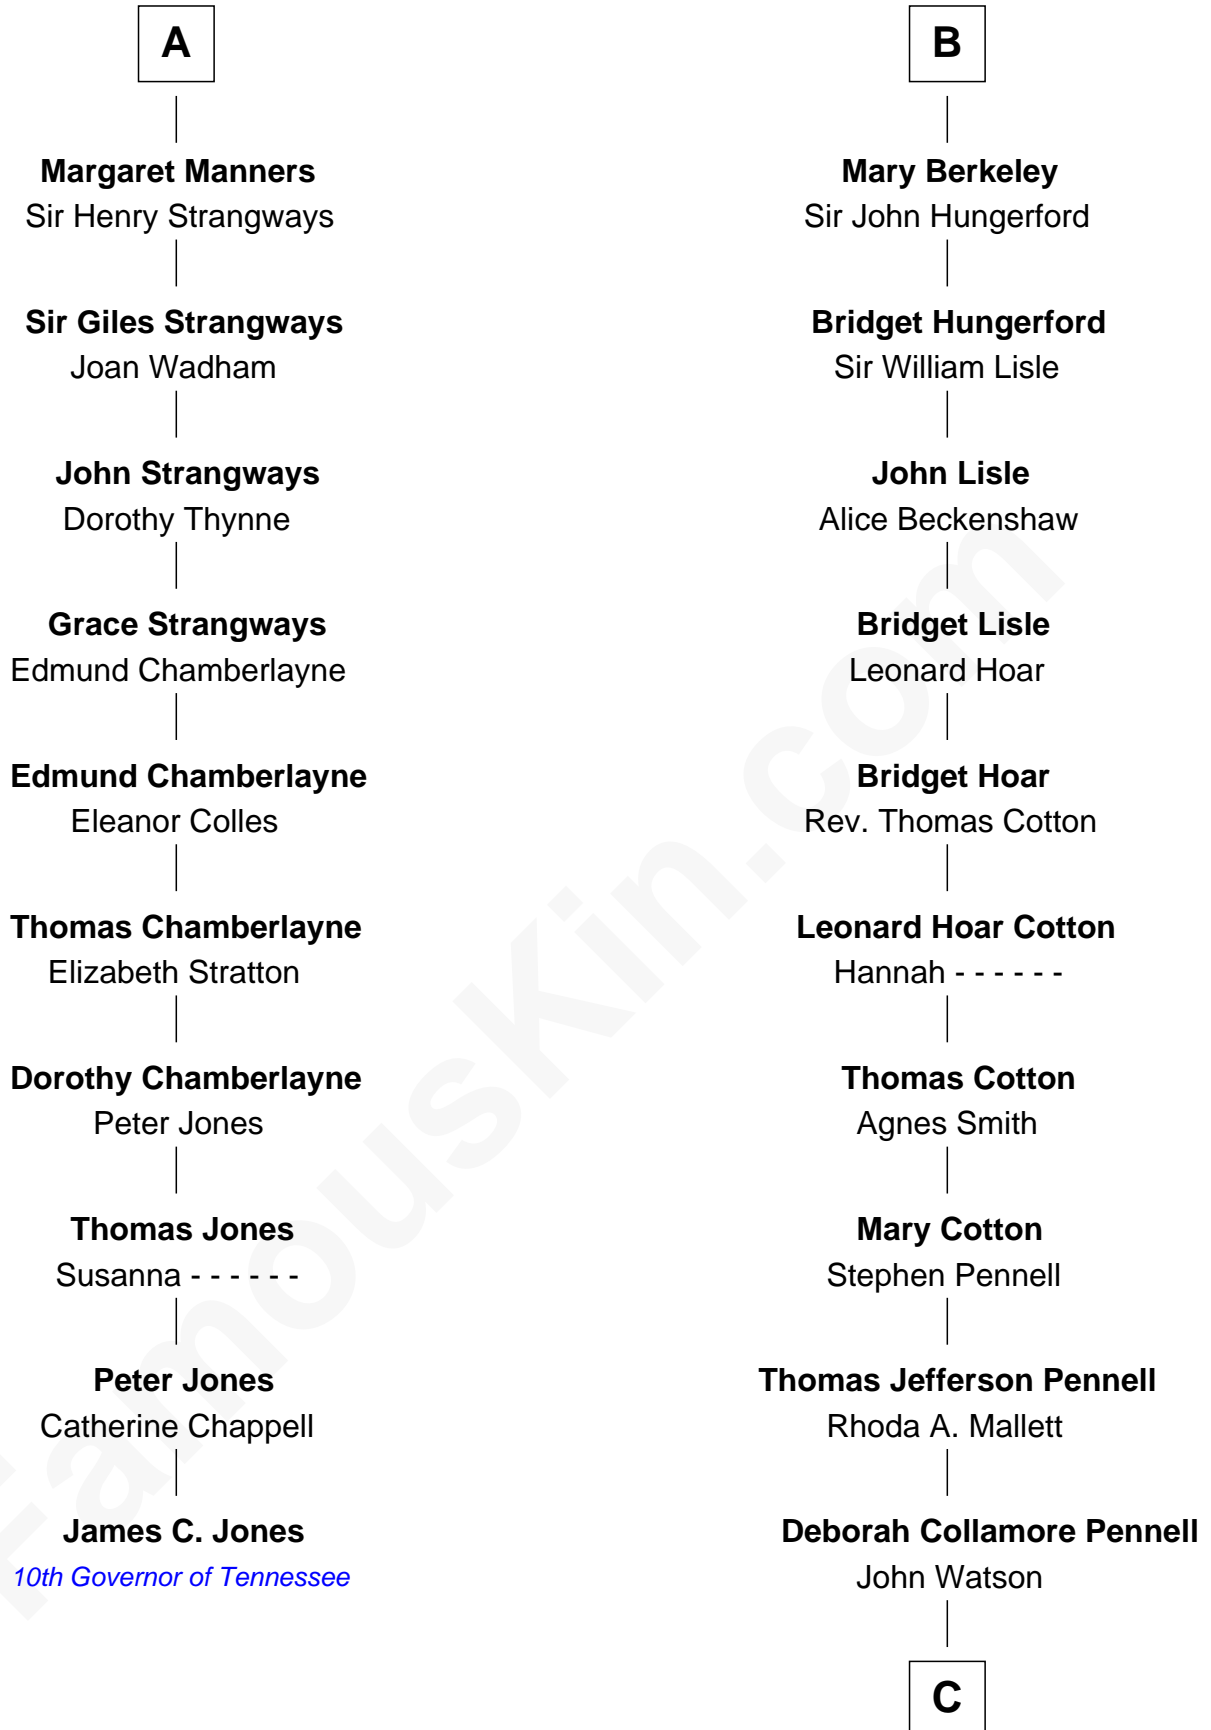 A
Margaret Manners
Sir Henry Strangways
Sir Giles Strangways
Joan Wadham
John Strangways
Dorothy Thynne
Grace Strangways
Edmund Chamberlayne
Edmund Chamberlayne
Eleanor Colles
Thomas Chamberlayne
Elizabeth Stratton
Dorothy Chamberlayne
Peter Jones
Thomas Jones
Susanna - - - - - -
Peter Jones
Catherine Chappell
James C. Jones
10th Governor of Tennessee
B
Mary Berkeley
Sir John Hungerford
Bridget Hungerford
Sir William Lisle
John Lisle
Alice Beckenshaw
Bridget Lisle
Leonard Hoar
Bridget Hoar
Rev. Thomas Cotton
Leonard Hoar Cotton
Hannah - - - - - -
Thomas Cotton
Agnes Smith
Mary Cotton
Stephen Pennell
Thomas Jefferson Pennell
Rhoda A. Mallett
Deborah Collamore Pennell
John Watson
C
FamousKin.com